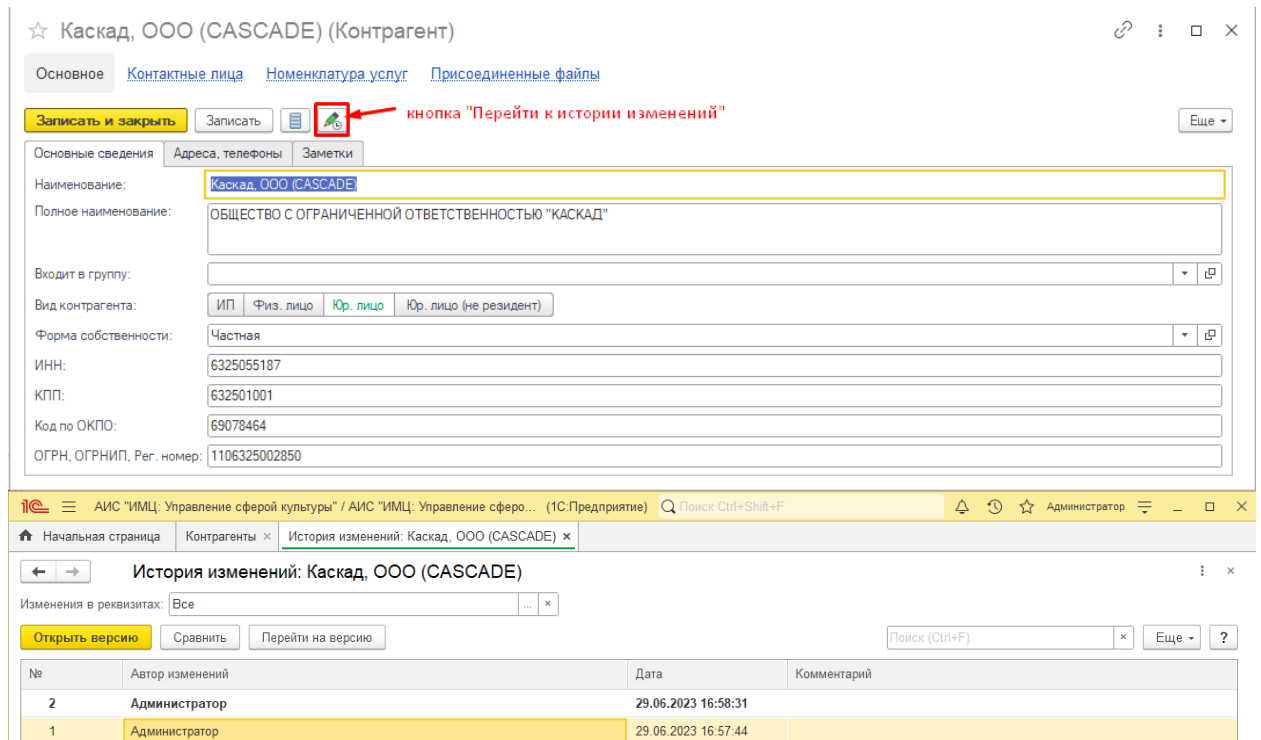 Каскад, ООО (CASCADE) (Контрагент)
Основное Контактные лица Номенклатура услуг Присоединенные файлы
Записать и закрыть Записать кнопка "Перейти к истории изменений" Еще
Основные сведения Адреса, телефоны Заметки
Наименование: Каскад, ООО (CASCADE)
Полное наименование: ОБЩЕСТВО С ОГРАНИЧЕННОЙ ОТВЕТСТВЕННОСТЬЮ "КАСКАД"
Входит в группу:
Вид контрагента: ИП Физ. лицо Юр. лицо Юр. лицо (не резидент)
Форма собственности: Частная
ИНН: 6325055187
КПП: 632501001
Код по ОКПО: 69078464
ОГРН, ОГРНИП, Рег. номер: 1106325002850
1С АИС "ИМЦ: Управление сферой культуры" / АИС "ИМЦ: Управление сферо... (1С:Предприятие) Поиск Ctrl+Shift+F Администратор
Начальная страница Контрагенты × История изменений: Каскад, ООО (CASCADE) ×
История изменений: Каскад, ООО (CASCADE)
Изменения в реквизитах: Все ... ×
Открыть версию Сравнить Перейти на версию Поиск (Ctrl+F) × Еще ?
№ Автор изменений Дата Комментарий
2 Администратор 29.06.2023 16:58:31
1 Администратор 29.06.2023 16:57:44